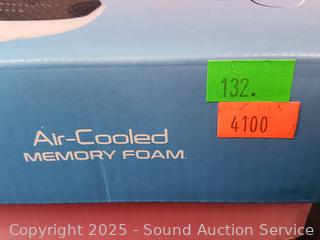 132.
4100
Air-Cooled
MEMORY FOAM
Copyright 2025 - Sound Auction Service